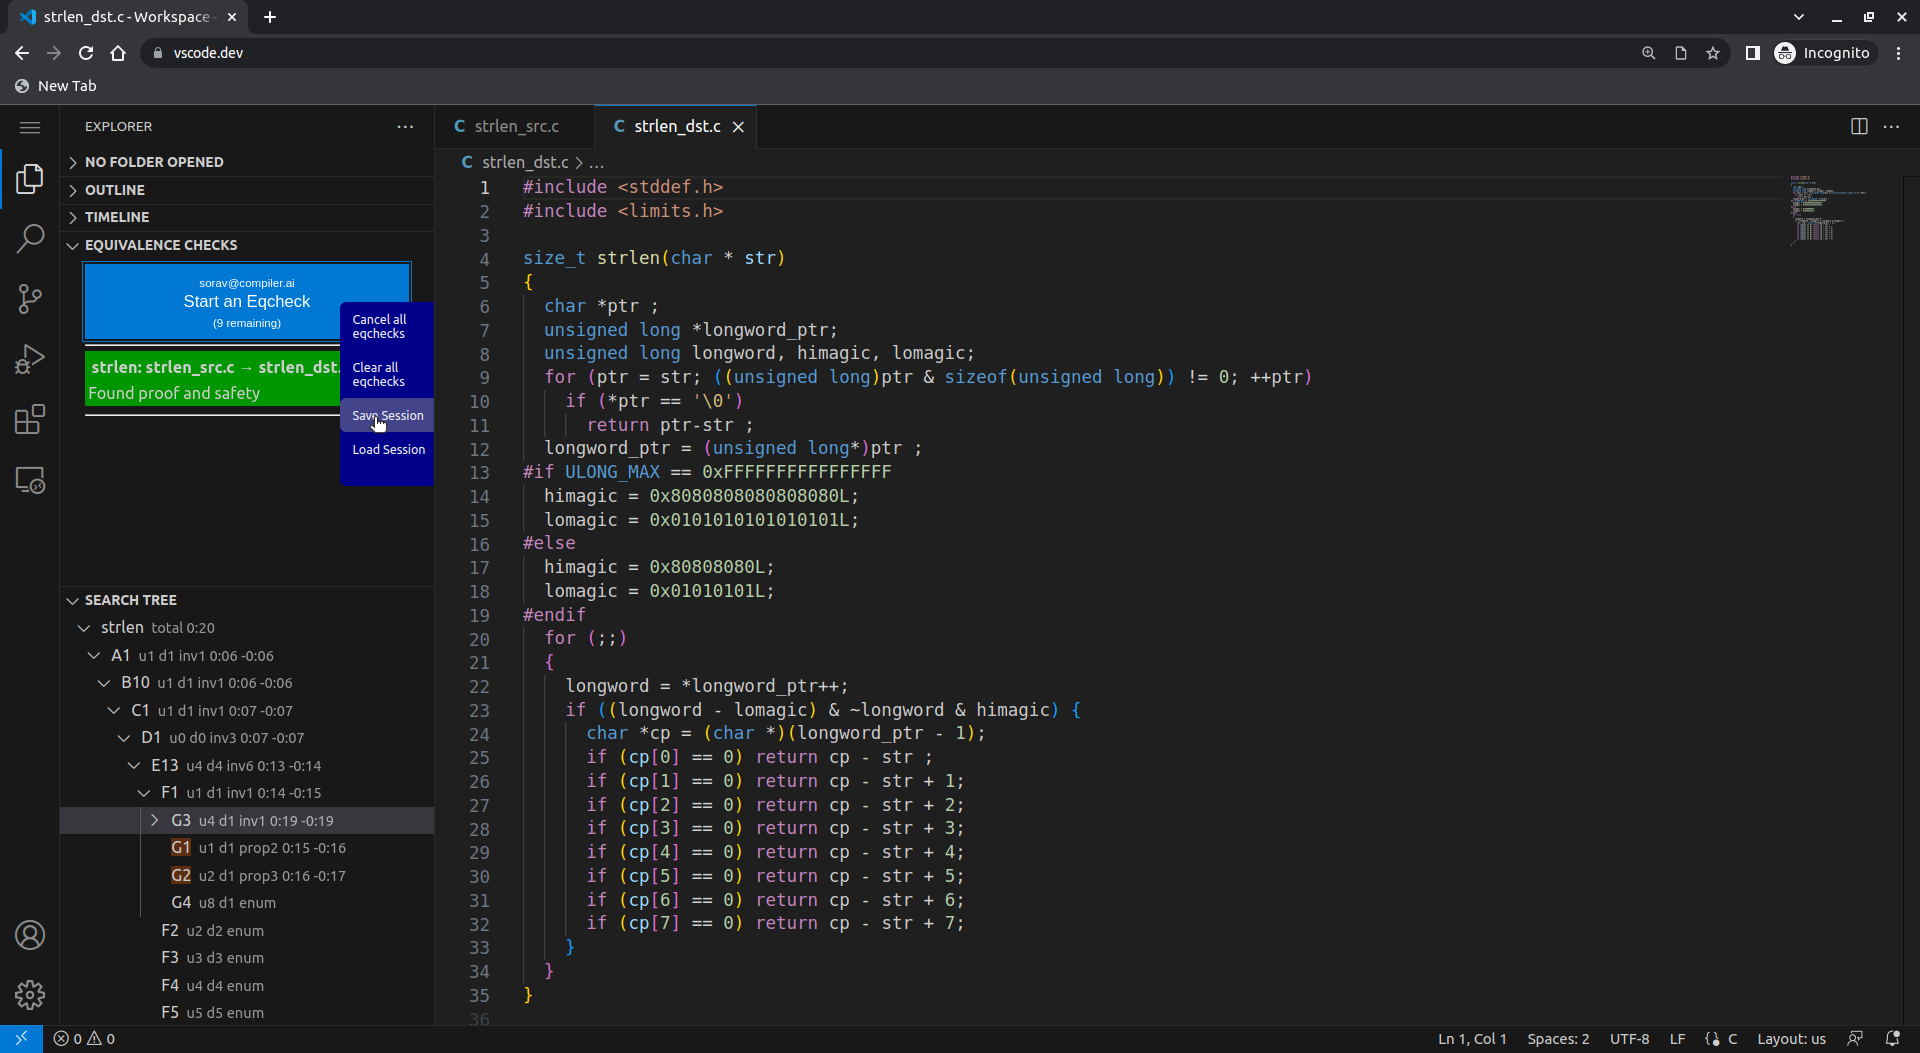 strlen_dst.c - Workspace -
vscode.dev
Incognito
New Tab
EXPLORER
NO FOLDER OPENED
OUTLINE
TIMELINE
EQUIVALENCE CHECKS
sorav@compiler.ai
Start an Eqcheck
(9 remaining)
strlen: strlen_src.c → strlen_dst.
Found proof and safety
Cancel all
eqchecks
Clear all
eqchecks
Save Session
Load Session
SEARCH TREE
strlen total 0:20
A1 u1 d1 inv1 0:06 -0:06
B10 u1 d1 inv1 0:06 -0:06
C1 u1 d1 inv1 0:07 -0:07
D1 u0 d0 inv3 0:07 -0:07
E13 u4 d4 inv6 0:13 -0:14
F1 u1 d1 inv1 0:14 -0:15
G3 u4 d1 inv1 0:19 -0:19
G1 u1 d1 prop2 0:15 -0:16
G2 u2 d1 prop3 0:16 -0:17
G4 u8 d1 enum
F2 u2 d2 enum
F3 u3 d3 enum
F4 u4 d4 enum
F5 u5 d5 enum
C strlen_src.c
C strlen_dst.c
C strlen_dst.c > ...
1 #include <stddef.h>
2 #include <limits.h>
3
4 size_t strlen(char * str)
5 {
6 char *ptr ;
7 unsigned long *longword_ptr;
8 unsigned long longword, himagic, lomagic;
9 for (ptr = str; ((unsigned long)ptr & sizeof(unsigned long)) != 0; ++ptr)
10 if (*ptr == '\0')
11 return ptr-str ;
12 longword_ptr = (unsigned long*)ptr ;
13 #if ULONG_MAX == 0xFFFFFFFFFFFFFFFF
14 himagic = 0x8080808080808080L;
15 lomagic = 0x0101010101010101L;
16 #else
17 himagic = 0x80808080L;
18 lomagic = 0x01010101L;
19 #endif
20 for (;;)
21 {
22 longword = *longword_ptr++;
23 if ((longword - lomagic) & ~longword & himagic) {
24 char *cp = (char *)(longword_ptr - 1);
25 if (cp[0] == 0) return cp - str ;
26 if (cp[1] == 0) return cp - str + 1;
27 if (cp[2] == 0) return cp - str + 2;
28 if (cp[3] == 0) return cp - str + 3;
29 if (cp[4] == 0) return cp - str + 4;
30 if (cp[5] == 0) return cp - str + 5;
31 if (cp[6] == 0) return cp - str + 6;
32 if (cp[7] == 0) return cp - str + 7;
33 }
34 }
35 }
36
0 0
Ln 1, Col 1
Spaces: 2
UTF-8
LF
C
Layout: us